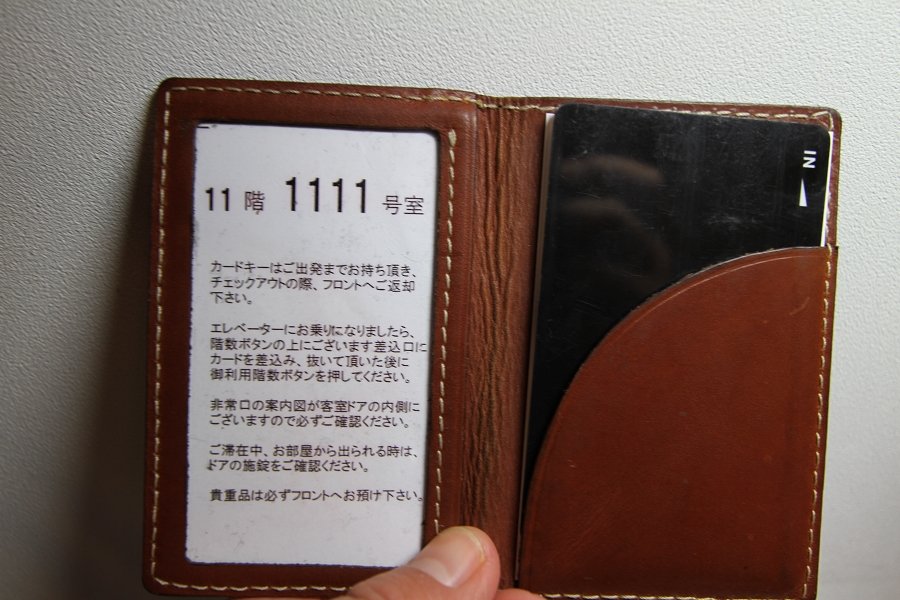 11 階 1111 号室
カードキーはご出発までお持ち頂き、
チェックアウトの際、フロントへご返却
下さい。
エレベーターにお乗りになりましたら、
階数ボタンの上にございます差込口に
カードを差込み、抜いて頂いた後に
御利用階数ボタンを押してください。
非常口の案内図が客室ドアの内側に
ございますので必ずご確認ください。
ご滞在中、お部屋から出られる時は、
ドアの施錠をご確認ください。
貴重品は必ずフロントへお預け下さい。
IN